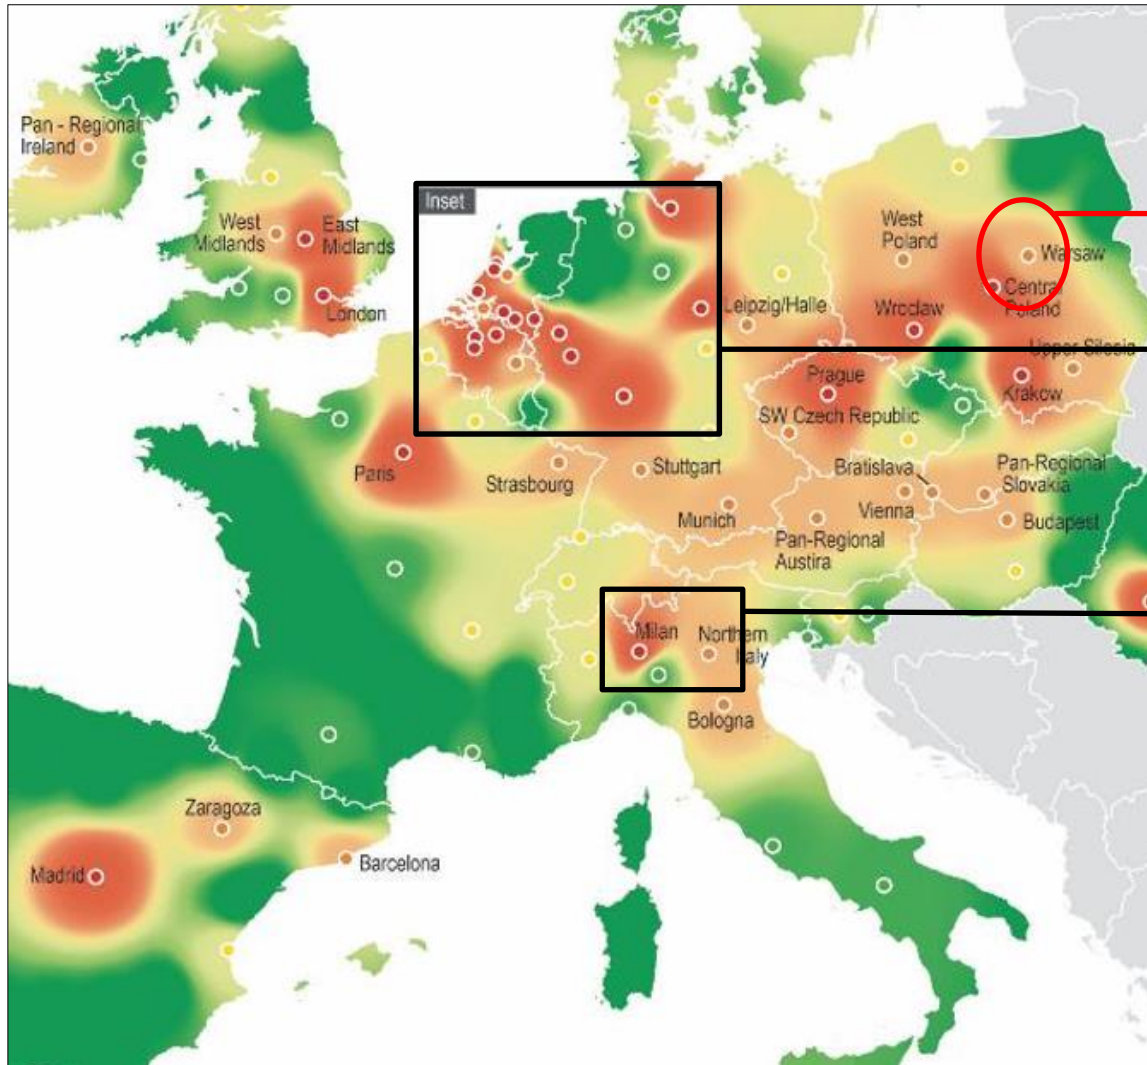 Pan - Regional
Ireland
West
Midlands
East
Midlands
London
Inset
West
Poland
Warsaw
Central
Poland
Leipzig/Halle
Wroclaw
Upper Silesia
Prague
Krakow
SW Czech Republic
Paris
Strasbourg
Stuttgart
Bratislava
Pan-Regional
Slovakia
Munich
Vienna
Budapest
Pan-Regional
Austira
Milan
Northern
Italy
Bologna
Zaragoza
Barcelona
Madrid